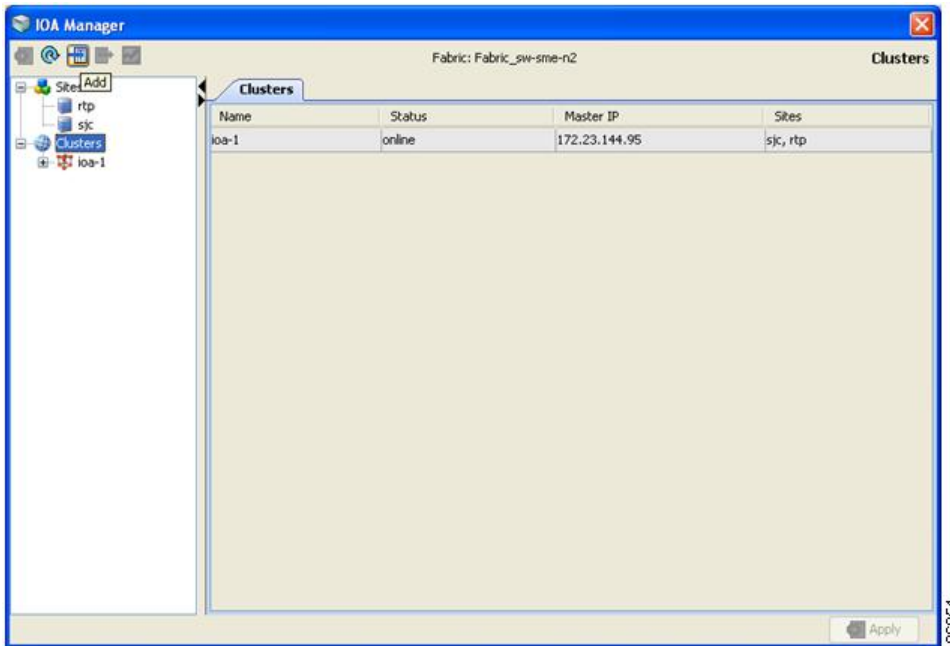 IOA Manager
Fabric: Fabric_sw-sme-n2
Clusters
Add
Sites
rtp
sjc
Clusters
ioa-1
Clusters
Name Status Master IP Sites
ioa-1 online 172.23.144.95 sjc, rtp
Apply